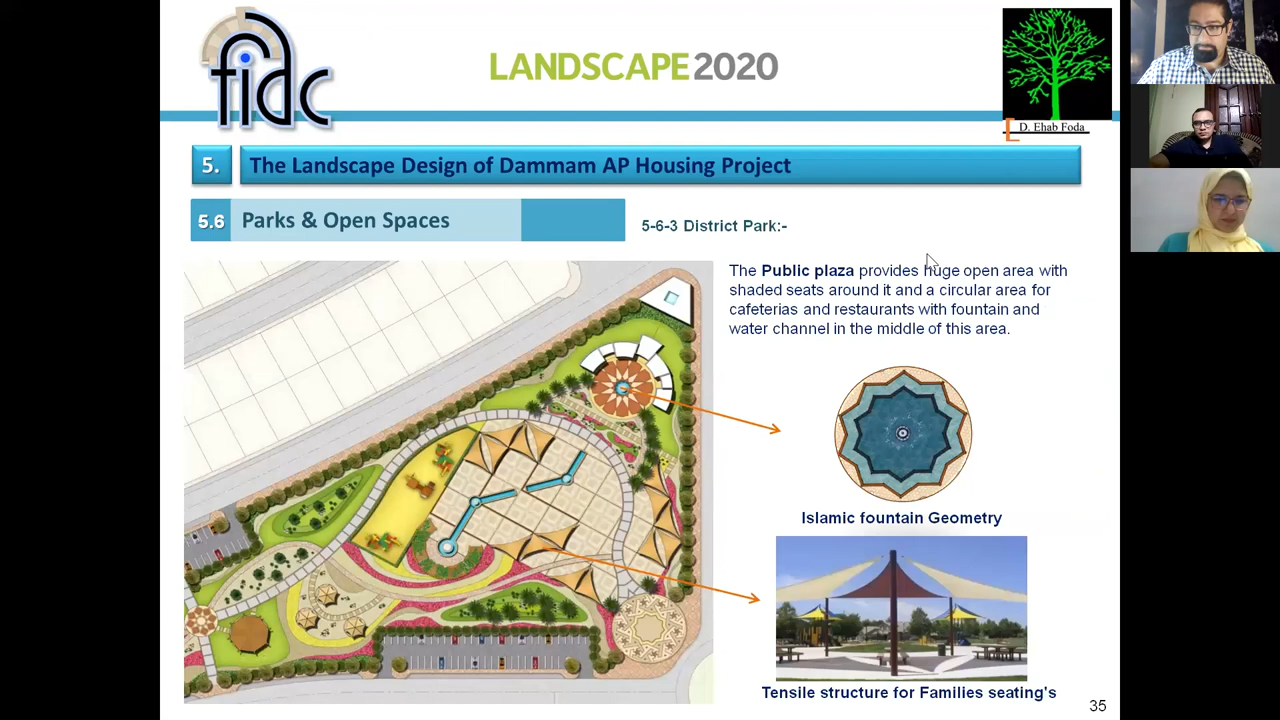 fidc
LANDSCAPE2020
D. Ehab Foda
5.
The Landscape Design of Dammam AP Housing Project
5.6
Parks & Open Spaces
5-6-3 District Park:-
The Public plaza provides huge open area with
shaded seats around it and a circular area for
cafeterias and restaurants with fountain and
water channel in the middle of this area.
Islamic fountain Geometry
Tensile structure for Families seating's
35